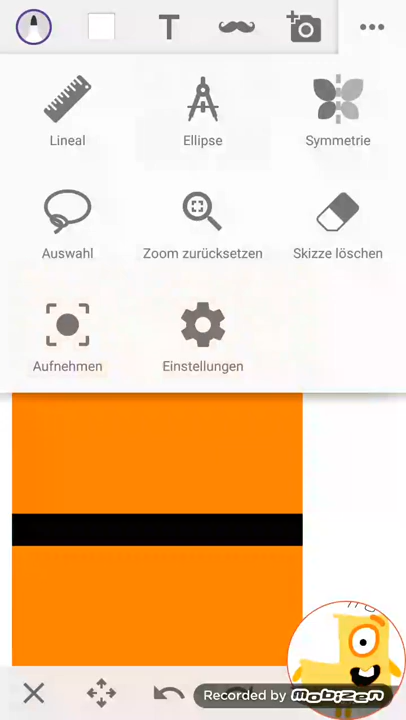 T
Lineal
Ellipse
Symmetrie
Auswahl
Zoom zurücksetzen
Skizze löschen
Aufnehmen
Einstellungen
Recorded by mobizen